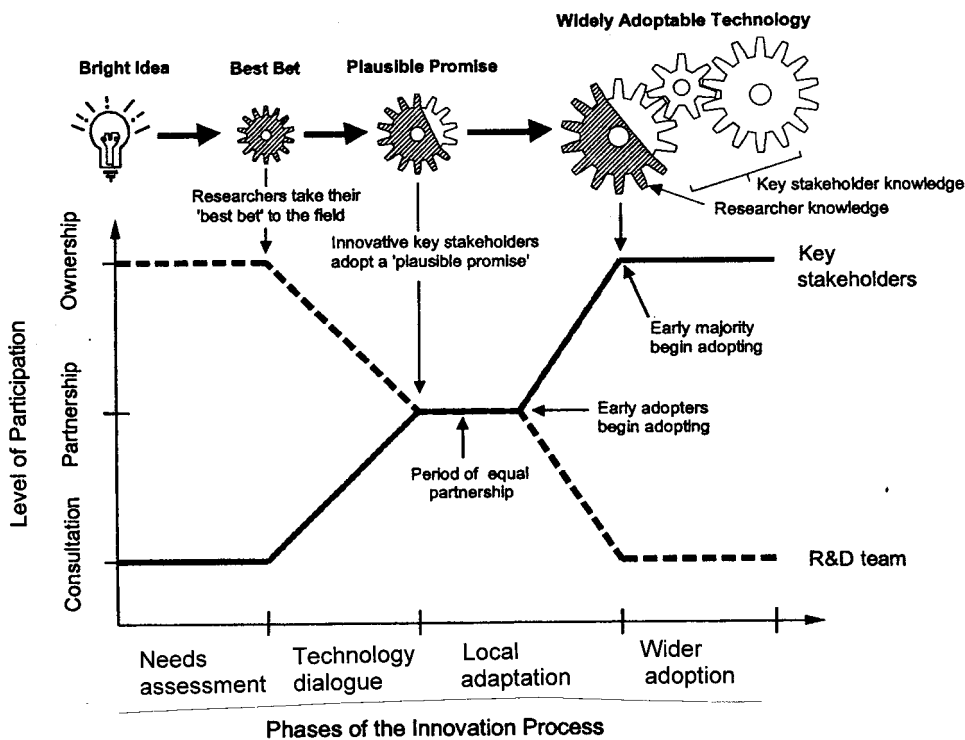 Widely Adoptable Technology
Bright Idea
Best Bet
Plausible Promise
Researchers take their
'best bet' to the field
Key stakeholder knowledge
Researcher knowledge
Innovative key stakeholders
adopt a 'plausible promise'
Key
stakeholders
Early majority
begin adopting
Early adopters
begin adopting
Period of equal
partnership
R&D team
Level of Participation
Ownership
Partnership
Consultation
Needs
assessment
Technology
dialogue
Local
adaptation
Wider
adoption
Phases of the Innovation Process